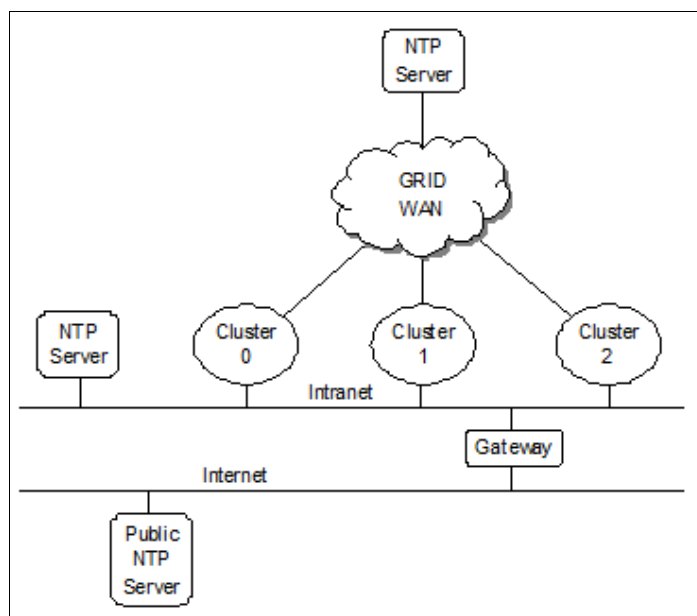 NTP
Server
GRID
WAN
NTP
Server
Cluster
0
Cluster
1
Cluster
2
Intranet
Gateway
Internet
Public
NTP
Server